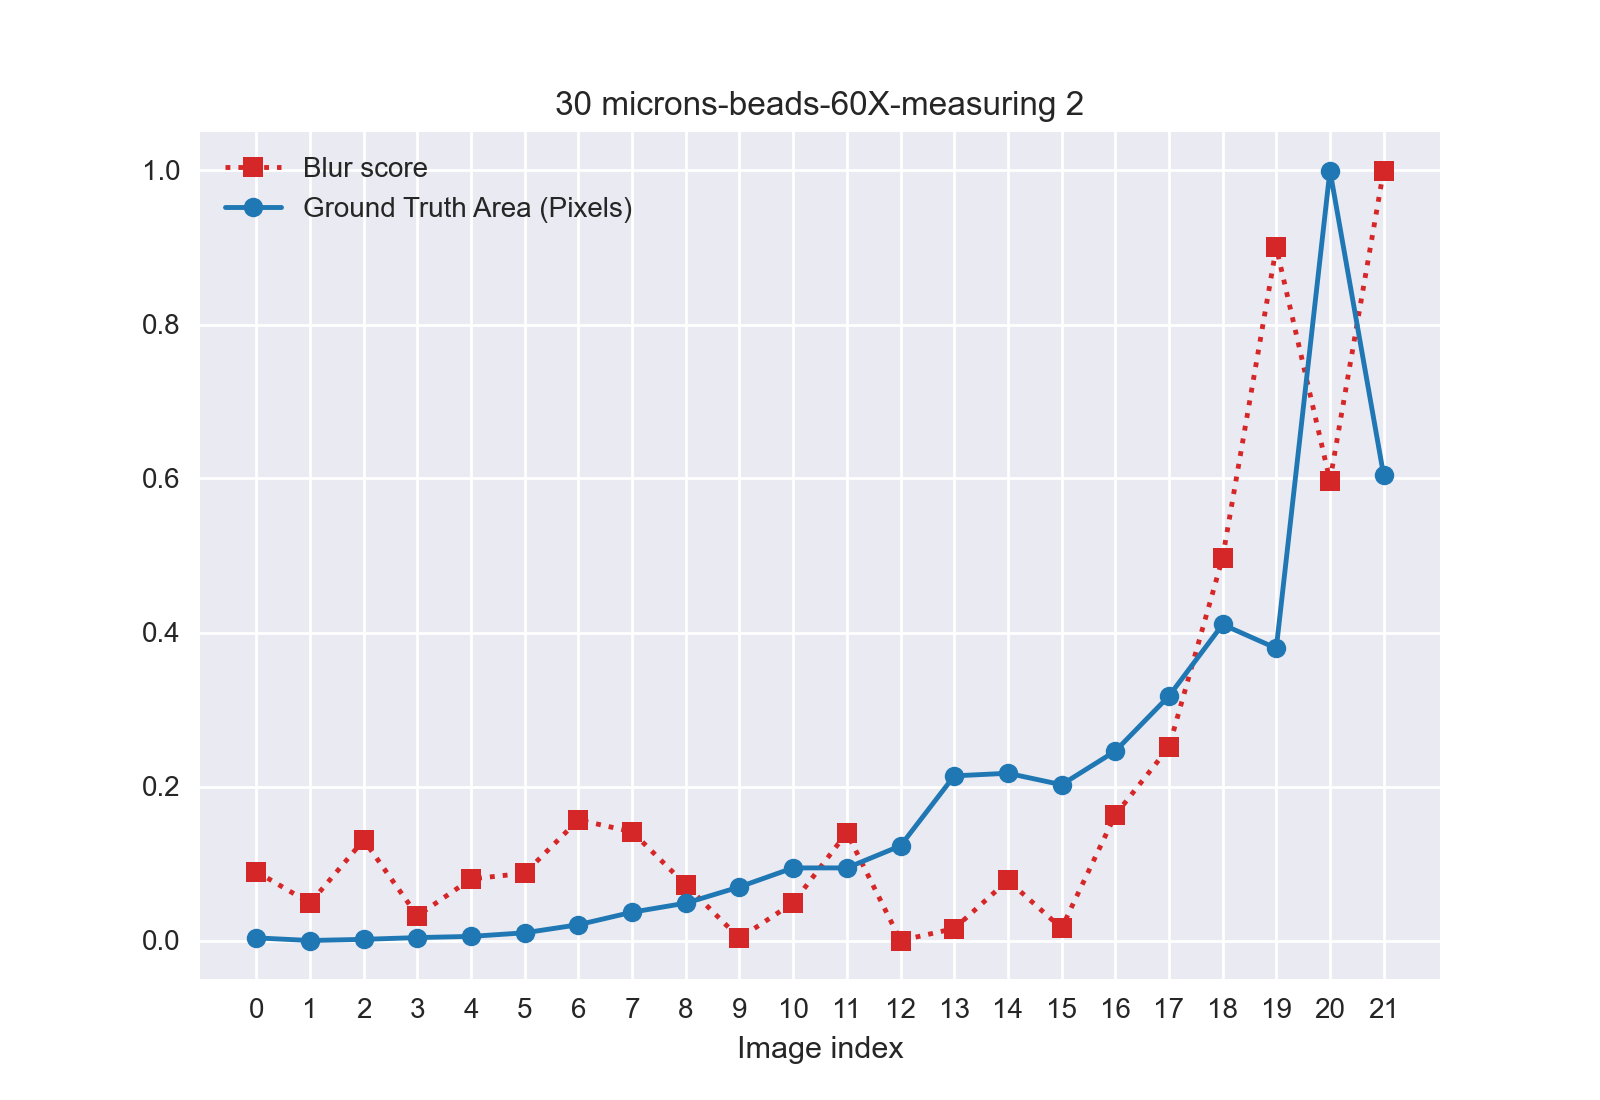 30 microns-beads-60X-measuring 2
Blur score
Ground Truth Area (Pixels)
1.0
0.8
0.6
0.4
0.2
0.0
0 1 2 3 4 5 6 7 8 9 10 11 12 13 14 15 16 17 18 19 20 21
Image index